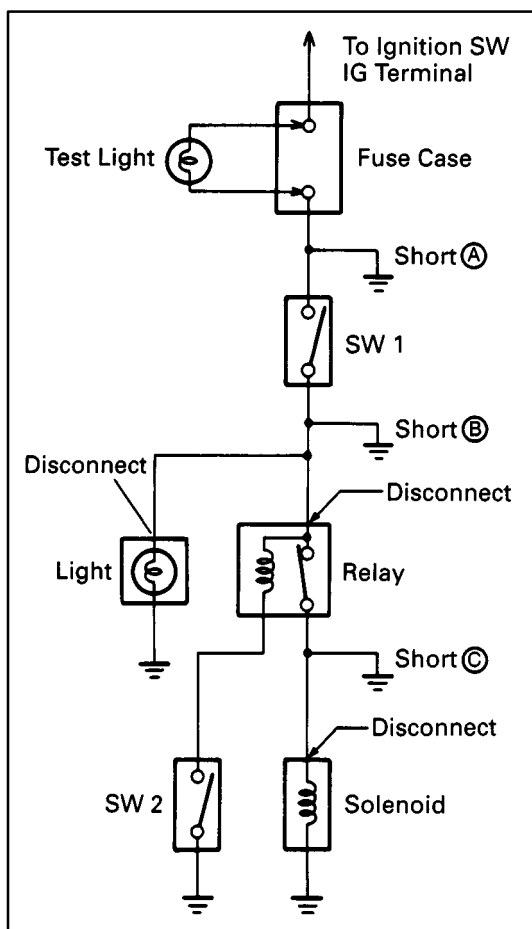 To Ignition SW
IG Terminal
Test Light
Fuse Case
Short Ⓐ
SW 1
Short Ⓑ
Disconnect
Disconnect
Light
Relay
Short Ⓒ
Disconnect
SW 2
Solenoid